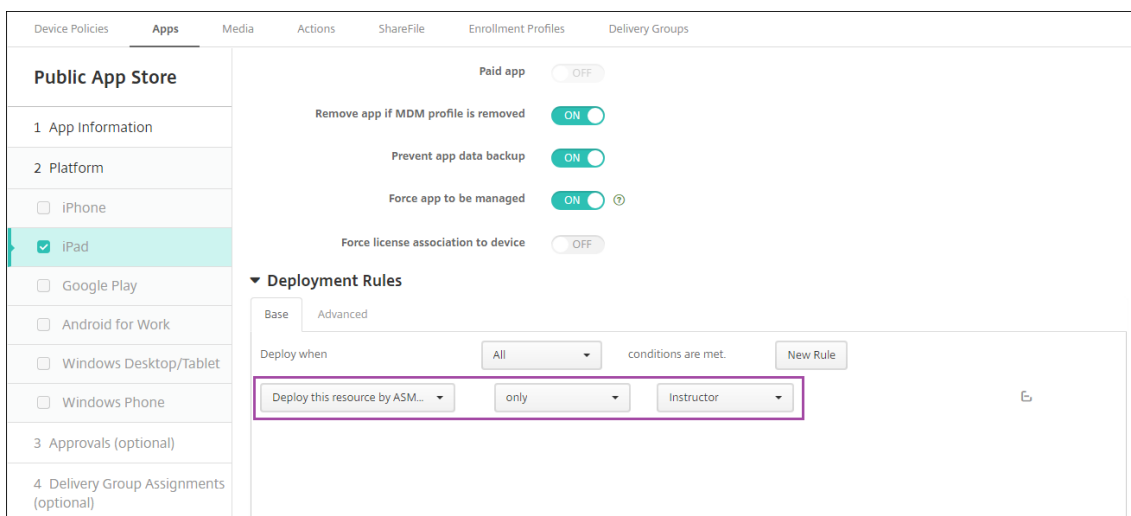 Device Policies Apps Media Actions ShareFile Enrollment Profiles Delivery Groups
Public App Store
1 App Information
2 Platform
iPhone
iPad
Google Play
Android for Work
Windows Desktop/Tablet
Windows Phone
3 Approvals (optional)
4 Delivery Group Assignments
(optional)
Paid app OFF
Remove app if MDM profile is removed ON
Prevent app data backup ON
Force app to be managed ON ?
Force license association to device OFF
Deployment Rules
Base Advanced
Deploy when All conditions are met. New Rule
Deploy this resource by ASM... only Instructor